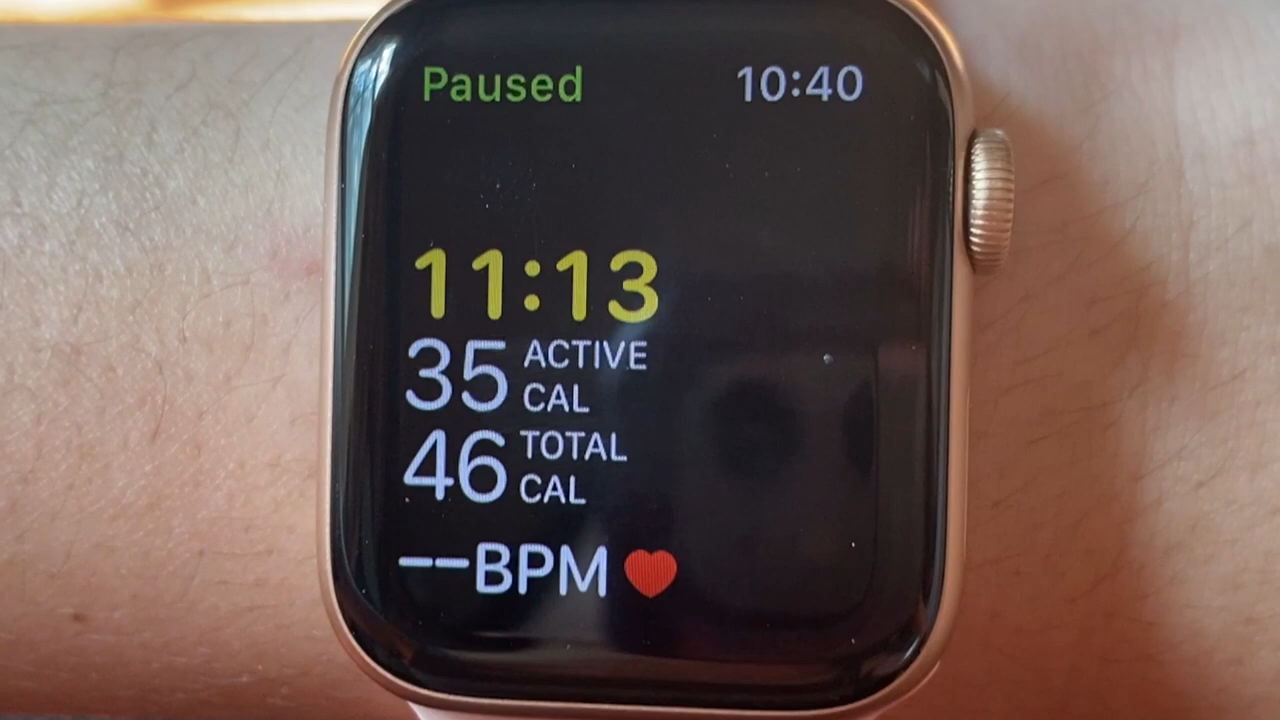 Paused 10:40
11:13
35 ACTIVE CAL
46 TOTAL CAL
--BPM